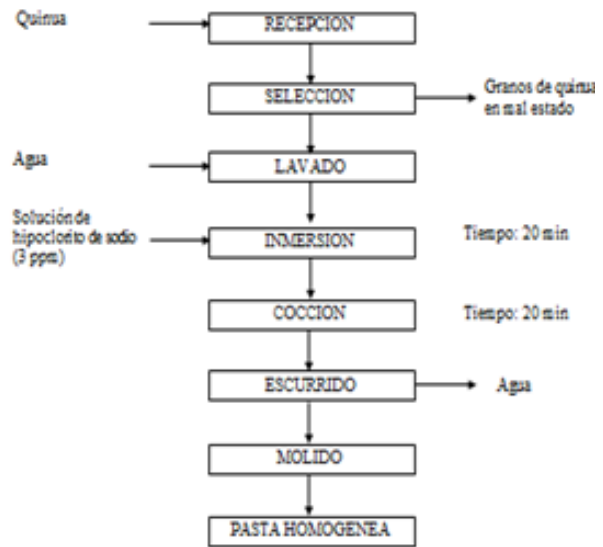 Quinua
RECEPCION
SELECCION
Granos de quinua
en mal estado
Agua
LAVADO
Solución de
hipoclorito de sodio
(3 ppm)
INMERSION
Tiempo: 20 min
COCCION
Tiempo: 20 min
ESCURRIDO
Agua
MOLIDO
PASTA HOMOGENEA